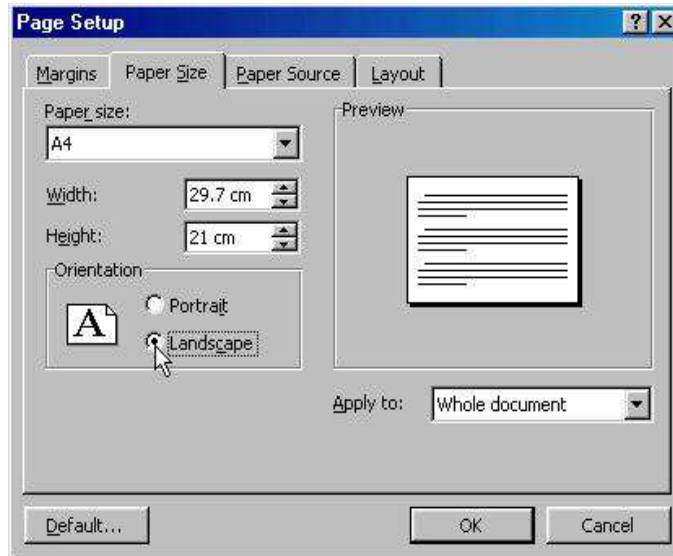 Page Setup
Margins Paper Size Paper Source Layout
Paper size:
A4
Width: 29.7 cm
Height: 21 cm
Orientation
A
Portrait
Landscape
Preview
Apply to: Whole document
Default... OK Cancel